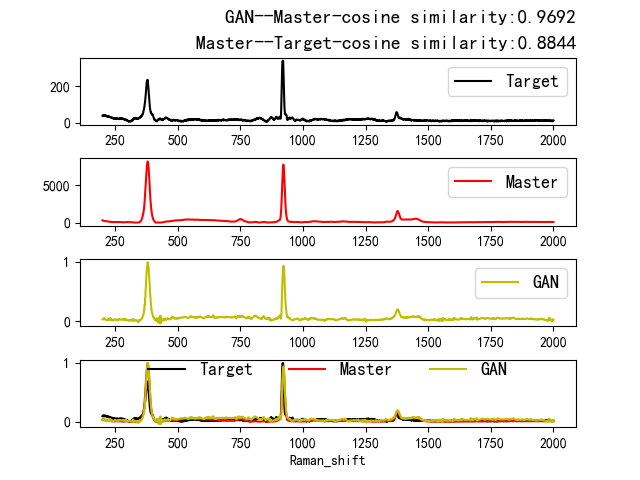 GAN--Master-cosine similarity:0.9692
Master--Target-cosine similarity:0.8844
200
0
Target
250 500 750 1000 1250 1500 1750 2000
5000
0
Master
250 500 750 1000 1250 1500 1750 2000
1
0
GAN
250 500 750 1000 1250 1500 1750 2000
1
0
Target Master GAN
250 500 750 1000 1250 1500 1750 2000
Raman_shift